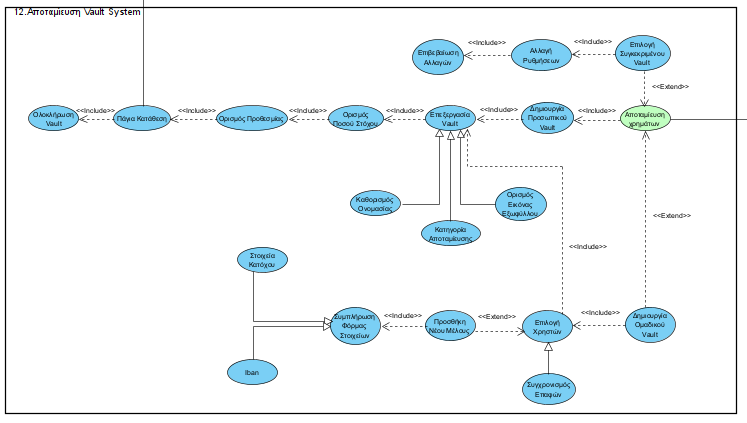 12.Αποταμίευση Vault System
Επιβεβαίωση
Αλλαγών
<<Include>>
Αλλαγή
Ρυθμήσεων
<<Include>>
Επιλογή
Συγκεκριμένου
Vault
<<Extend>>
Ολοκλήρωση
Vault
<<Include>>
Πάγια Κατάθεση
<<Include>>
Ορισμός Προθεσμίας
<<Include>>
Ορισμός
Ποσού Στόχου
<<Include>>
Επεξεργασία
Vault
<<Include>>
Δημιουργία
Προσωπικού
Vault
<<Include>>
Αποταμίευση
χρημάτων
Καθορισμός
Ονομασίας
Κατηγορία
Αποταμίευσης
Ορισμός
Εικόνας
Εξωφύλλου
<<Extend>>
<<Include>>
Στοιχεία
Κατόχου
Συμπλήρωση
Φόρμας
Στοιχείων
<<Include>>
Προσθήκη
Νέου Μέλους
<<Extend>>
Επιλογή
Χρηστών
<<Include>>
Δημιουργία
Ομαδικού
Vault
Iban
Συγχρονισμός
Επαφών